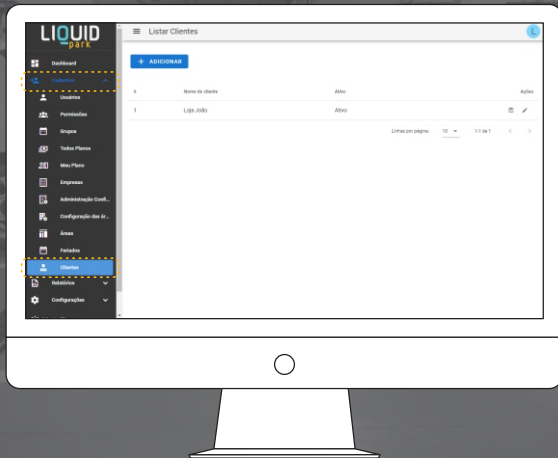 LIQUID
park
Listar Clientes
L
+ ADICIONAR
Dashboard
Cadastros
Usuários
Permissões
Grupos
Todos Planos
Meu Plano
Empresas
Administração Confi...
Configuração das ár...
Áreas
Feriados
Clientes
Relatórios
Configurações
# Nome do cliente Ativo Ações
1 Loja João Ativo
Linhas por página: 10 1-1 de 1